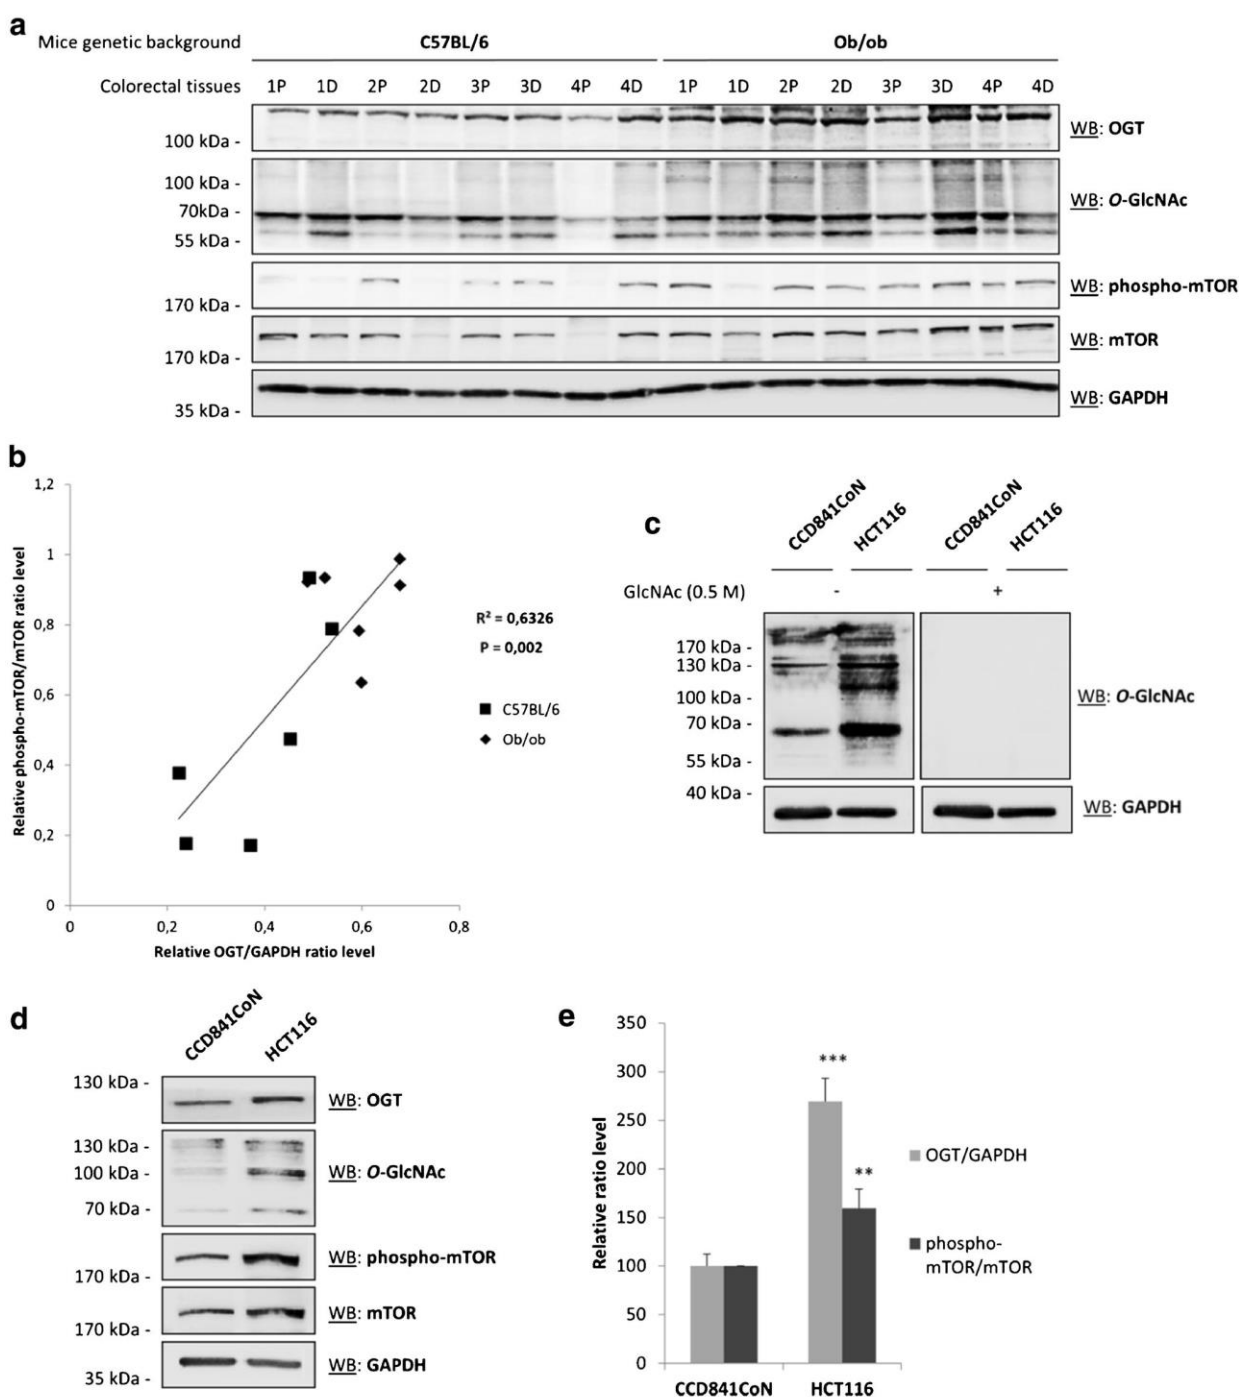 a
Mice genetic background C57BL/6 Ob/ob
Colorectal tissues 1P 1D 2P 2D 3P 3D 4P 4D 1P 1D 2P 2D 3P 3D 4P 4D
100 kDa - WB: OGT
100 kDa -
70kDa - WB: O-GlcNAc
55 kDa -
170 kDa - WB: phospho-mTOR
170 kDa - WB: mTOR
35 kDa - WB: GAPDH
b
Relative phospho-mTOR/mTOR ratio level
1,2
1
0,8
0,6
0,4
0,2
0
0 0,2 0,4 0,6 0,8
Relative OGT/GAPDH ratio level
R² = 0,6326
P = 0,002
C57BL/6
Ob/ob
c
CCD841CoN HCT116 CCD841CoN HCT116
GlcNAc (0.5 M) - +
170 kDa -
130 kDa -
100 kDa - WB: O-GlcNAc
70 kDa -
55 kDa -
40 kDa -
WB: GAPDH
d
CCD841CoN HCT116
130 kDa -
WB: OGT
130 kDa -
100 kDa - WB: O-GlcNAc
70 kDa -
WB: phospho-mTOR
170 kDa -
WB: mTOR
170 kDa -
WB: GAPDH
35 kDa -
e
Relative ratio level
350
300
250
200
150
100
50
0
***
**
CCD841CoN HCT116
OGT/GAPDH
phospho-
mTOR/mTOR